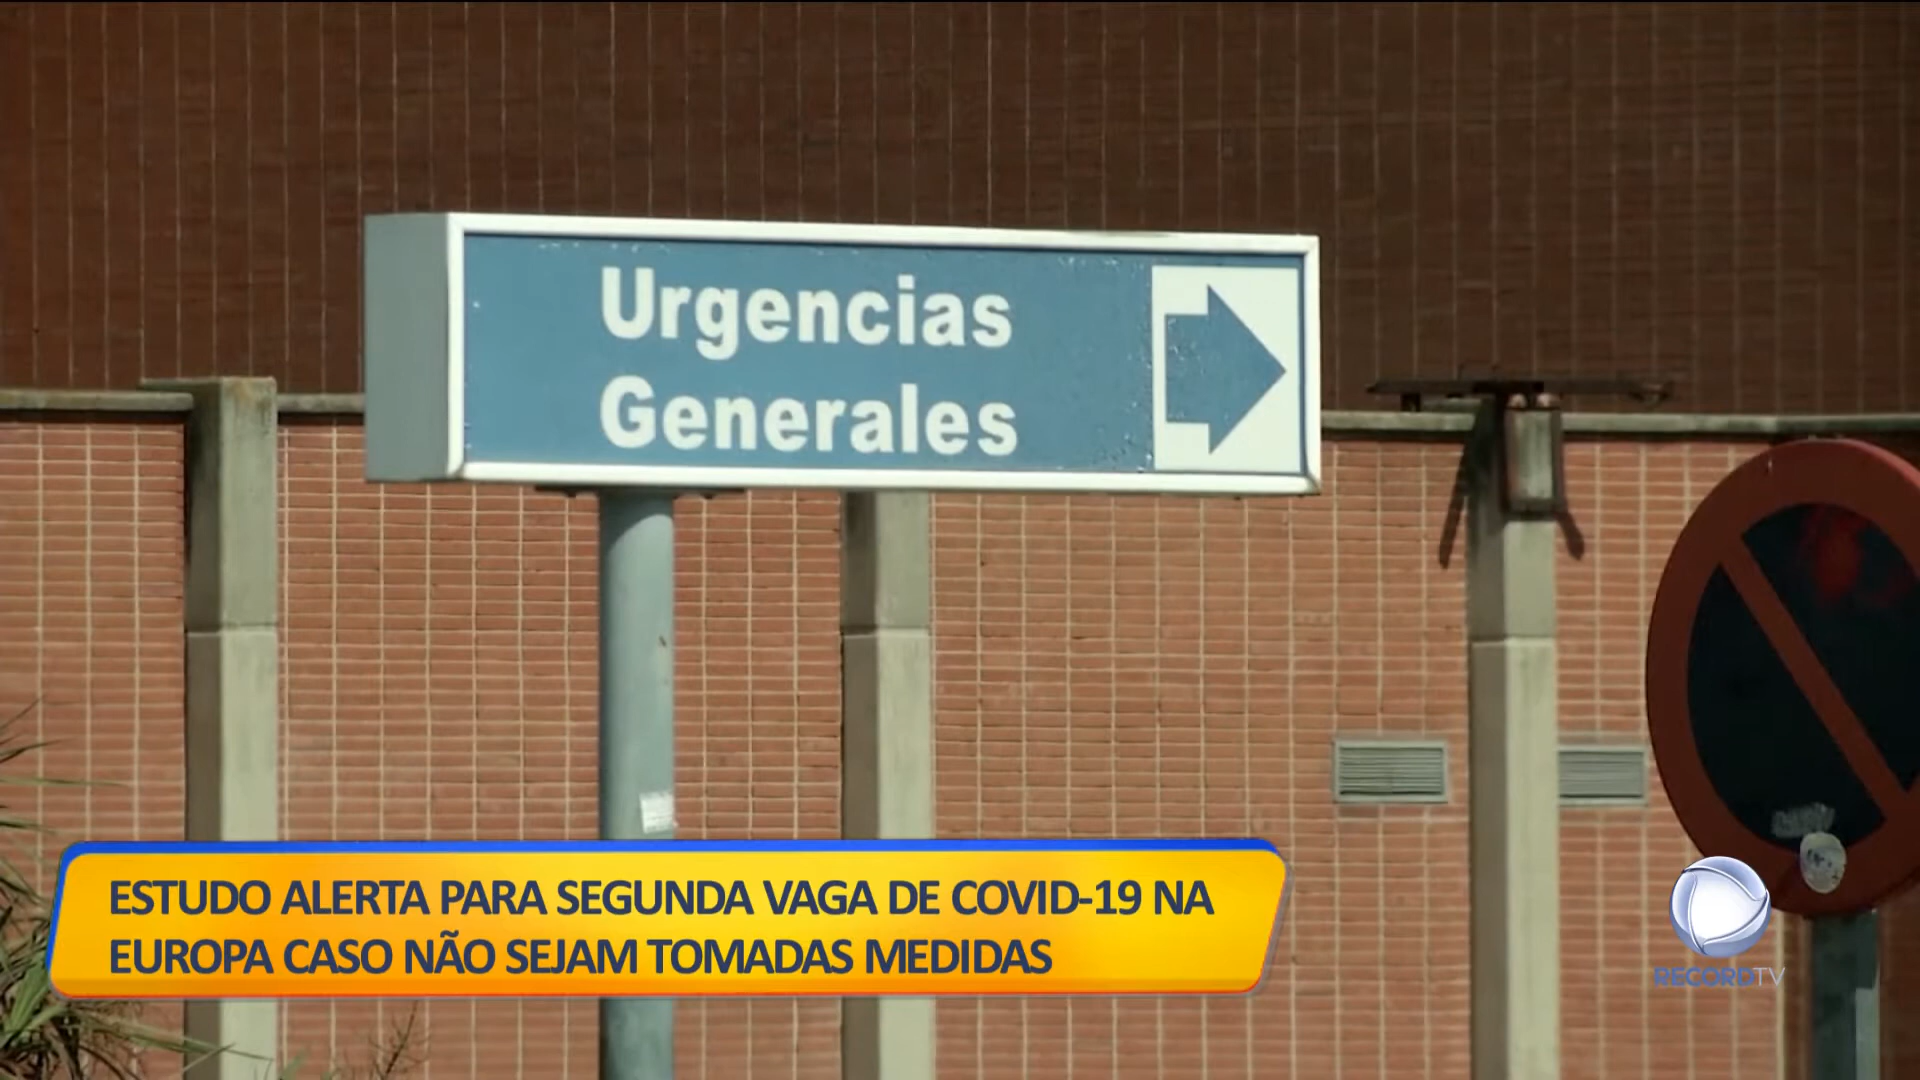 Urgencias
Generales
ESTUDO ALERTA PARA SEGUNDA VAGA DE COVID-19 NA
EUROPA CASO NÃO SEJAM TOMADAS MEDIDAS
RECORDTV